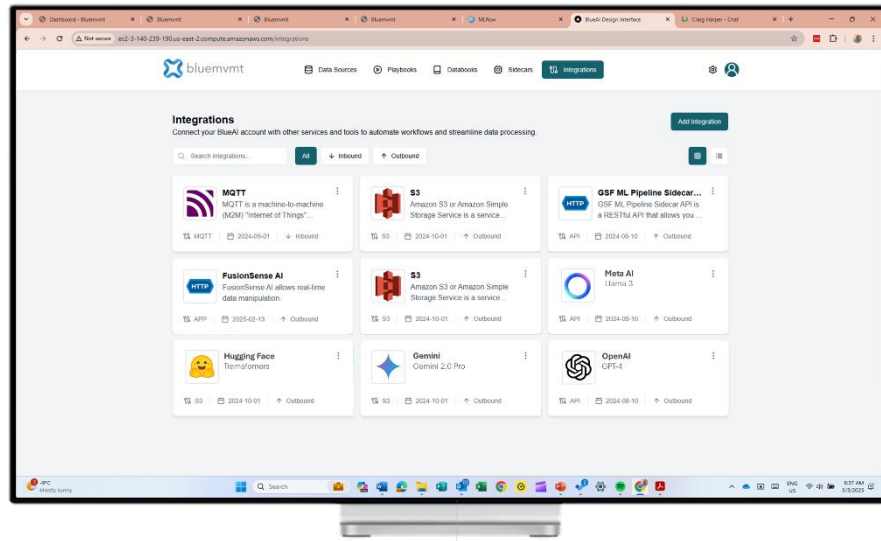 Dashboard - Bluemvmt
Bluemvmt
Bluemvmt
Bluemvmt
MLflow
BlueAI Design Interface
Craig Harper - Chat
Not secure
ec2-3-140-239-190.us-east-2.compute.amazonaws.com/integrations
bluemvmt
Data Sources
Playbooks
Databooks
Sidecars
Integrations
Integrations
Add Integration
Connect your BlueAI account with other services and tools to automate workflows and streamline data processing.
Search integrations...
All
Inbound
Outbound
MQTT
MQTT is a machine-to-machine
(M2M) "Internet of Things"...
MQTT 2024-09-01 Inbound
S3
Amazon S3 or Amazon Simple
Storage Service is a service...
S3 2024-10-01 Outbound
HTTP
GSF ML Pipeline Sidecar...
GSF ML Pipeline Sidecar API is
a RESTful API that allows you ...
API 2024-06-10 Outbound
HTTP
FusionSense AI
FusionSense AI allows real-time
data manipulation.
APP 2025-02-13 Outbound
S3
Amazon S3 or Amazon Simple
Storage Service is a service...
S3 2024-10-01 Outbound
Meta AI
Llama 3
API 2024-06-10 Outbound
Hugging Face
S3 2024-10-01 Outbound
Gemini
Gemini 2.0 Pro
S3 2024-10-01 Outbound
OpenAI
GPT-4
API 2024-06-10 Outbound
-9°C
Mostly sunny
Search
ENG
US
9:37 AM
3/3/2025